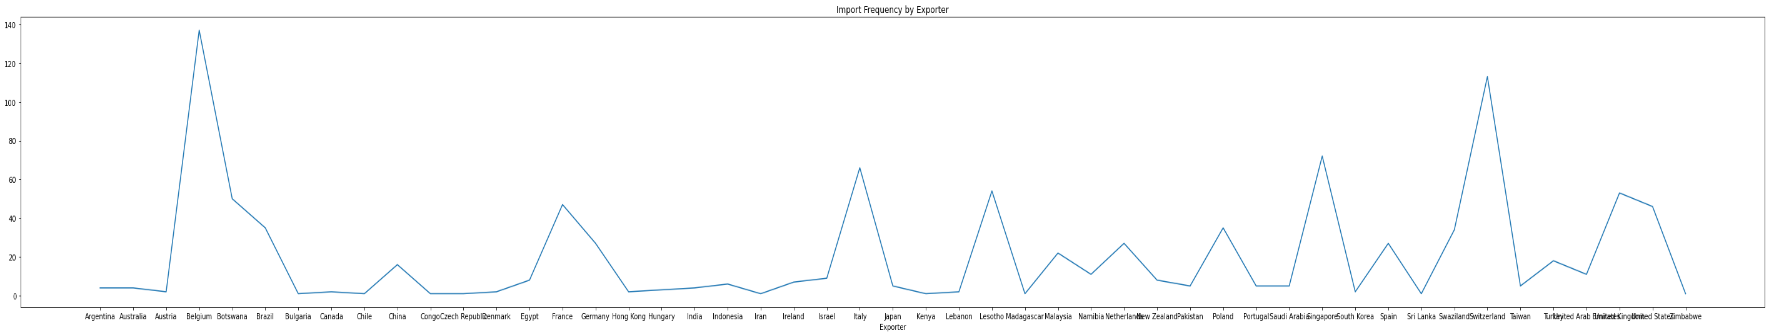 Import Frequency by Exporter
140
120
100
80
60
40
20
0
Argentina Australia Austria Belgium Botswana Brazil Bulgaria Canada Chile China Congo Czech Republic Denmark Egypt France Germany Hong Kong Hungary India Indonesia Iran Ireland Israel Italy Japan Kenya Lebanon Lesotho Madagascar Malaysia Namibia Netherlands New Zealand Pakistan Poland Portugal Saudi Arabia Singapore South Korea Spain Sri Lanka Swaziland Switzerland Taiwan Turkey United Arab Emirates United Kingdom United States Zimbabwe
Exporter